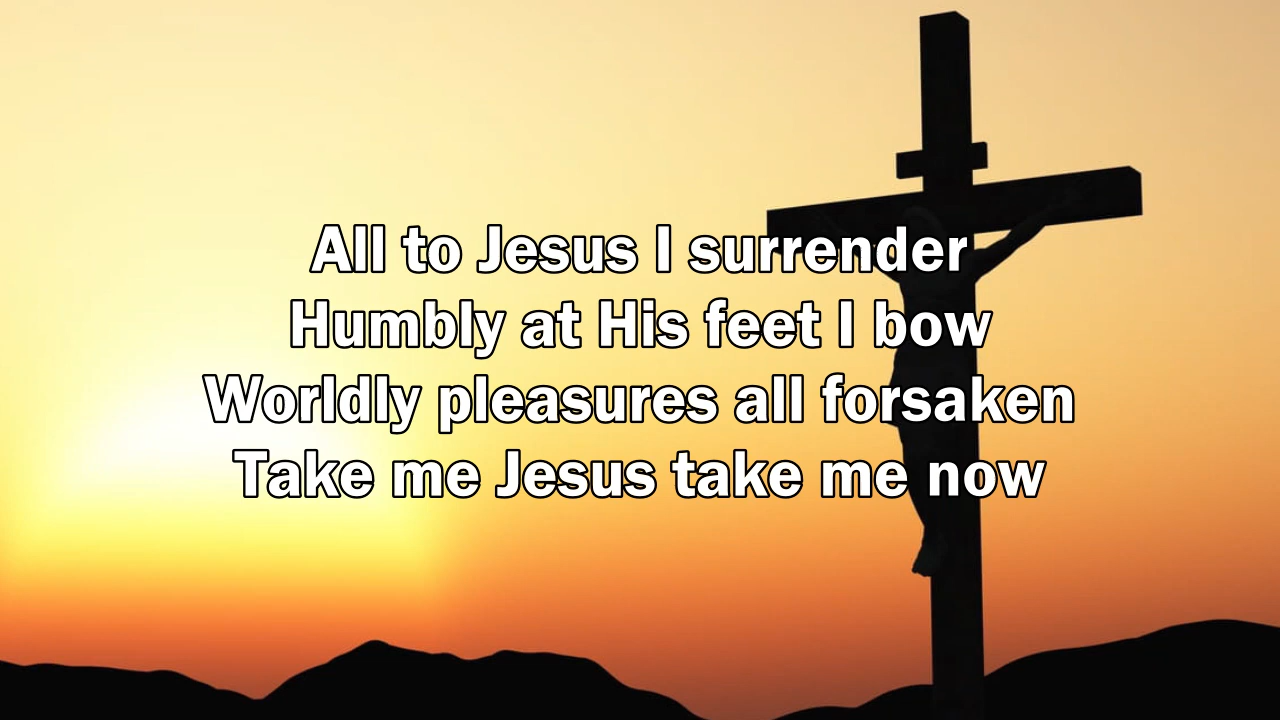 All to Jesus I surrender
Humbly at His feet I bow
Worldly pleasures all forsaken
Take me Jesus take me now